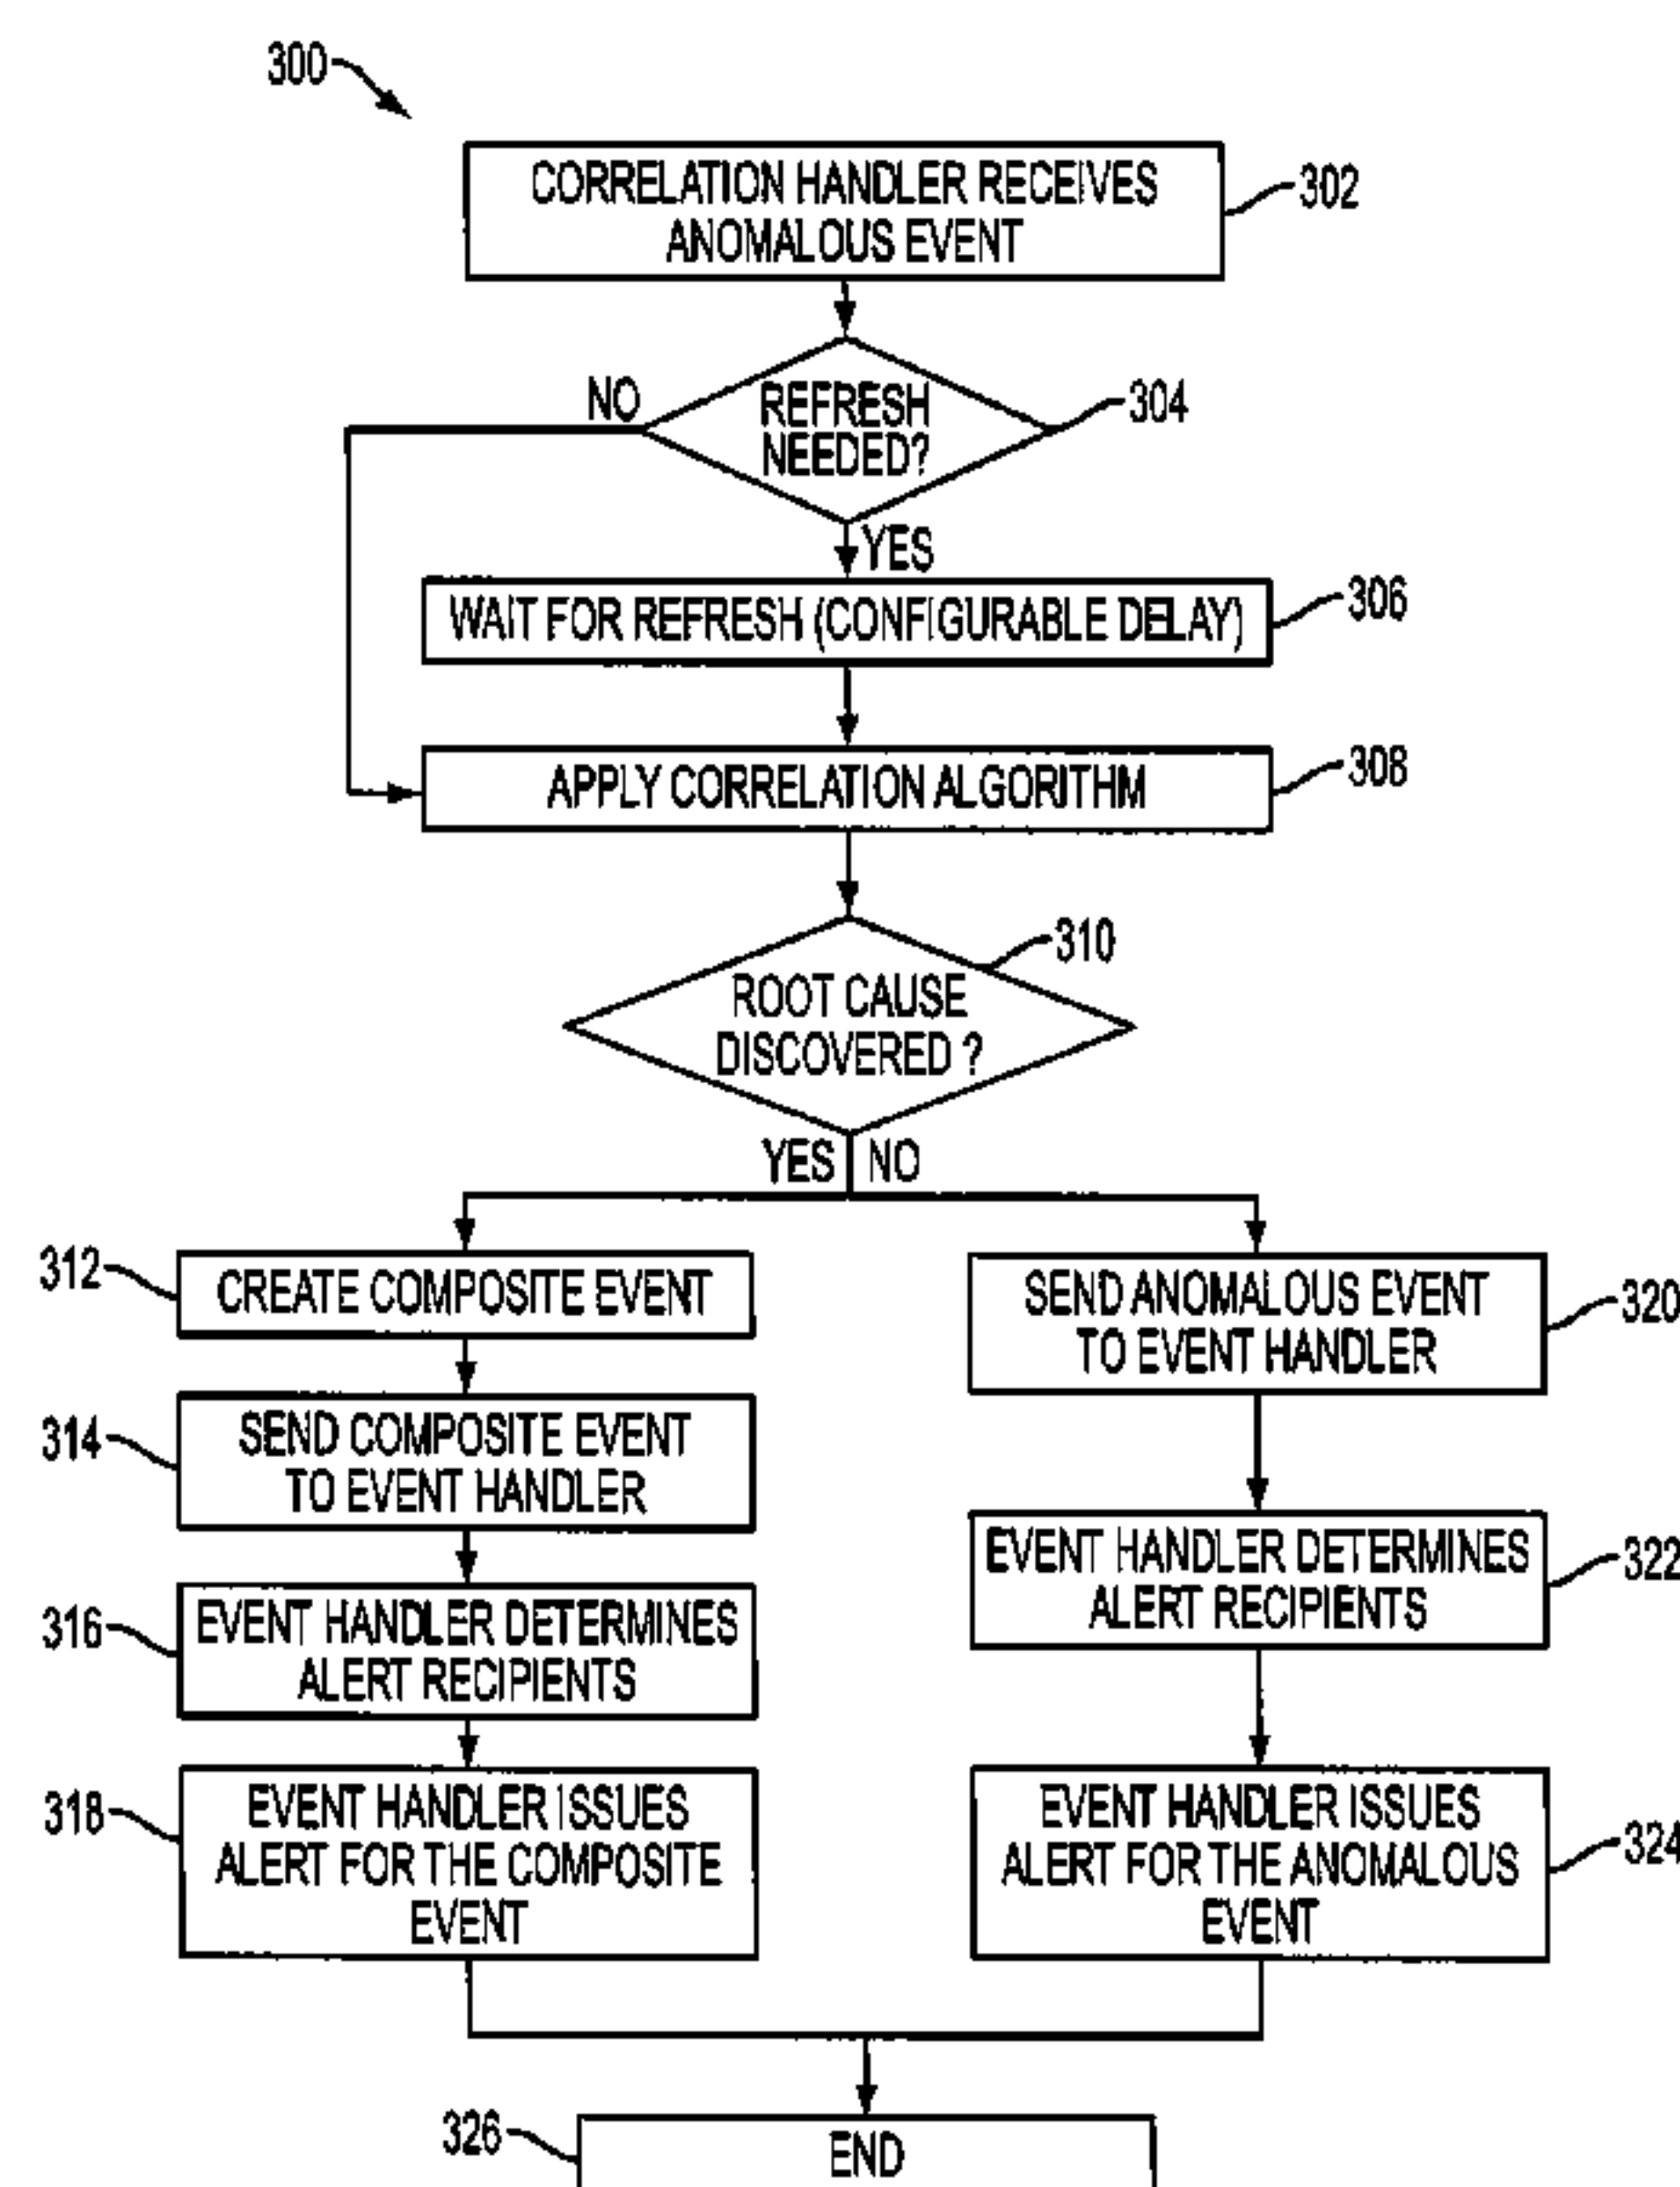 300
CORRELATION HANDLER RECEIVES
ANOMALOUS EVENT
302
REFRESH
NEEDED?
304
NO
YES
WAIT FOR REFRESH (CONFIGURABLE DELAY)
306
APPLY CORRELATION ALGORITHM
308
ROOT CAUSE
DISCOVERED ?
310
YES
NO
312
CREATE COMPOSITE EVENT
314
SEND COMPOSITE EVENT
TO EVENT HANDLER
316
EVENT HANDLER DETERMINES
ALERT RECIPIENTS
318
EVENT HANDLER ISSUES
ALERT FOR THE COMPOSITE
EVENT
SEND ANOMALOUS EVENT
TO EVENT HANDLER
320
EVENT HANDLER DETERMINES
ALERT RECIPIENTS
322
EVENT HANDLER ISSUES
ALERT FOR THE ANOMALOUS
EVENT
324
326
END